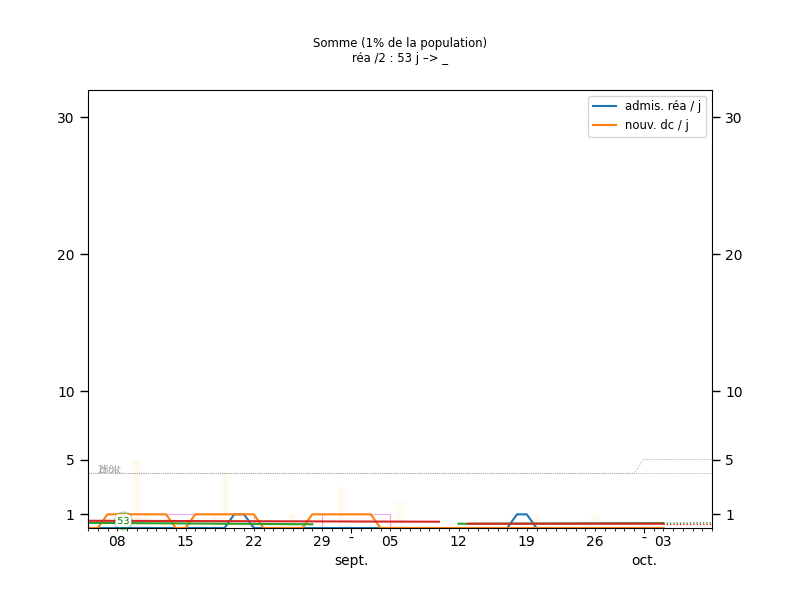 Somme (1% de la population)
réa /2 : 53 j –> _
admis. réa / j
nouv. dc / j
30 30
20 20
10 10
5 5
1 1
53
08 15 22 29 - 05 12 19 26 - 03
sept. oct.